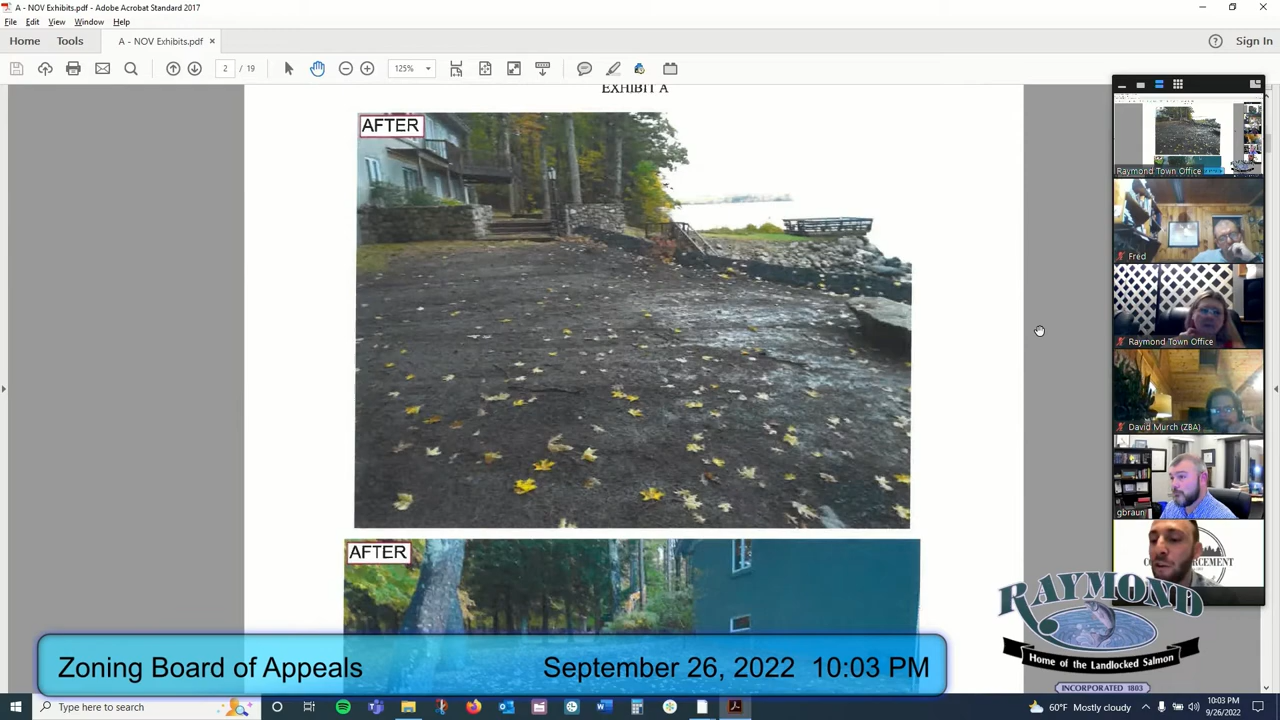 A - NOV Exhibits.pdf - Adobe Acrobat Standard 2017
File Edit View Window Help
Home Tools A - NOV Exhibits.pdf × Sign In
2 / 19 125%
EXHIBIT A
AFTER
AFTER
Raymond Town Office
Fred
Raymond Town Office
David Murch (ZBA)
gbraun
RAYMOND
Home of the Landlocked Salmon
INCORPORATED 1803
Zoning Board of Appeals September 26, 2022 10:03 PM
Type here to search
60°F Mostly Cloudy
10:03 PM
9/26/2022